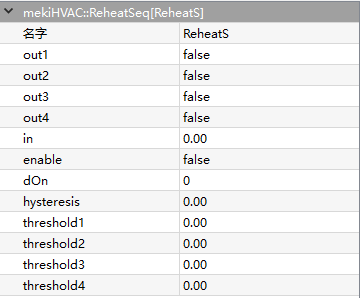 mekiHVAC::ReheatSeq[ReheatS]
名字 ReheatS
out1 false
out2 false
out3 false
out4 false
in 0.00
enable false
dOn 0
hysteresis 0.00
threshold1 0.00
threshold2 0.00
threshold3 0.00
threshold4 0.00